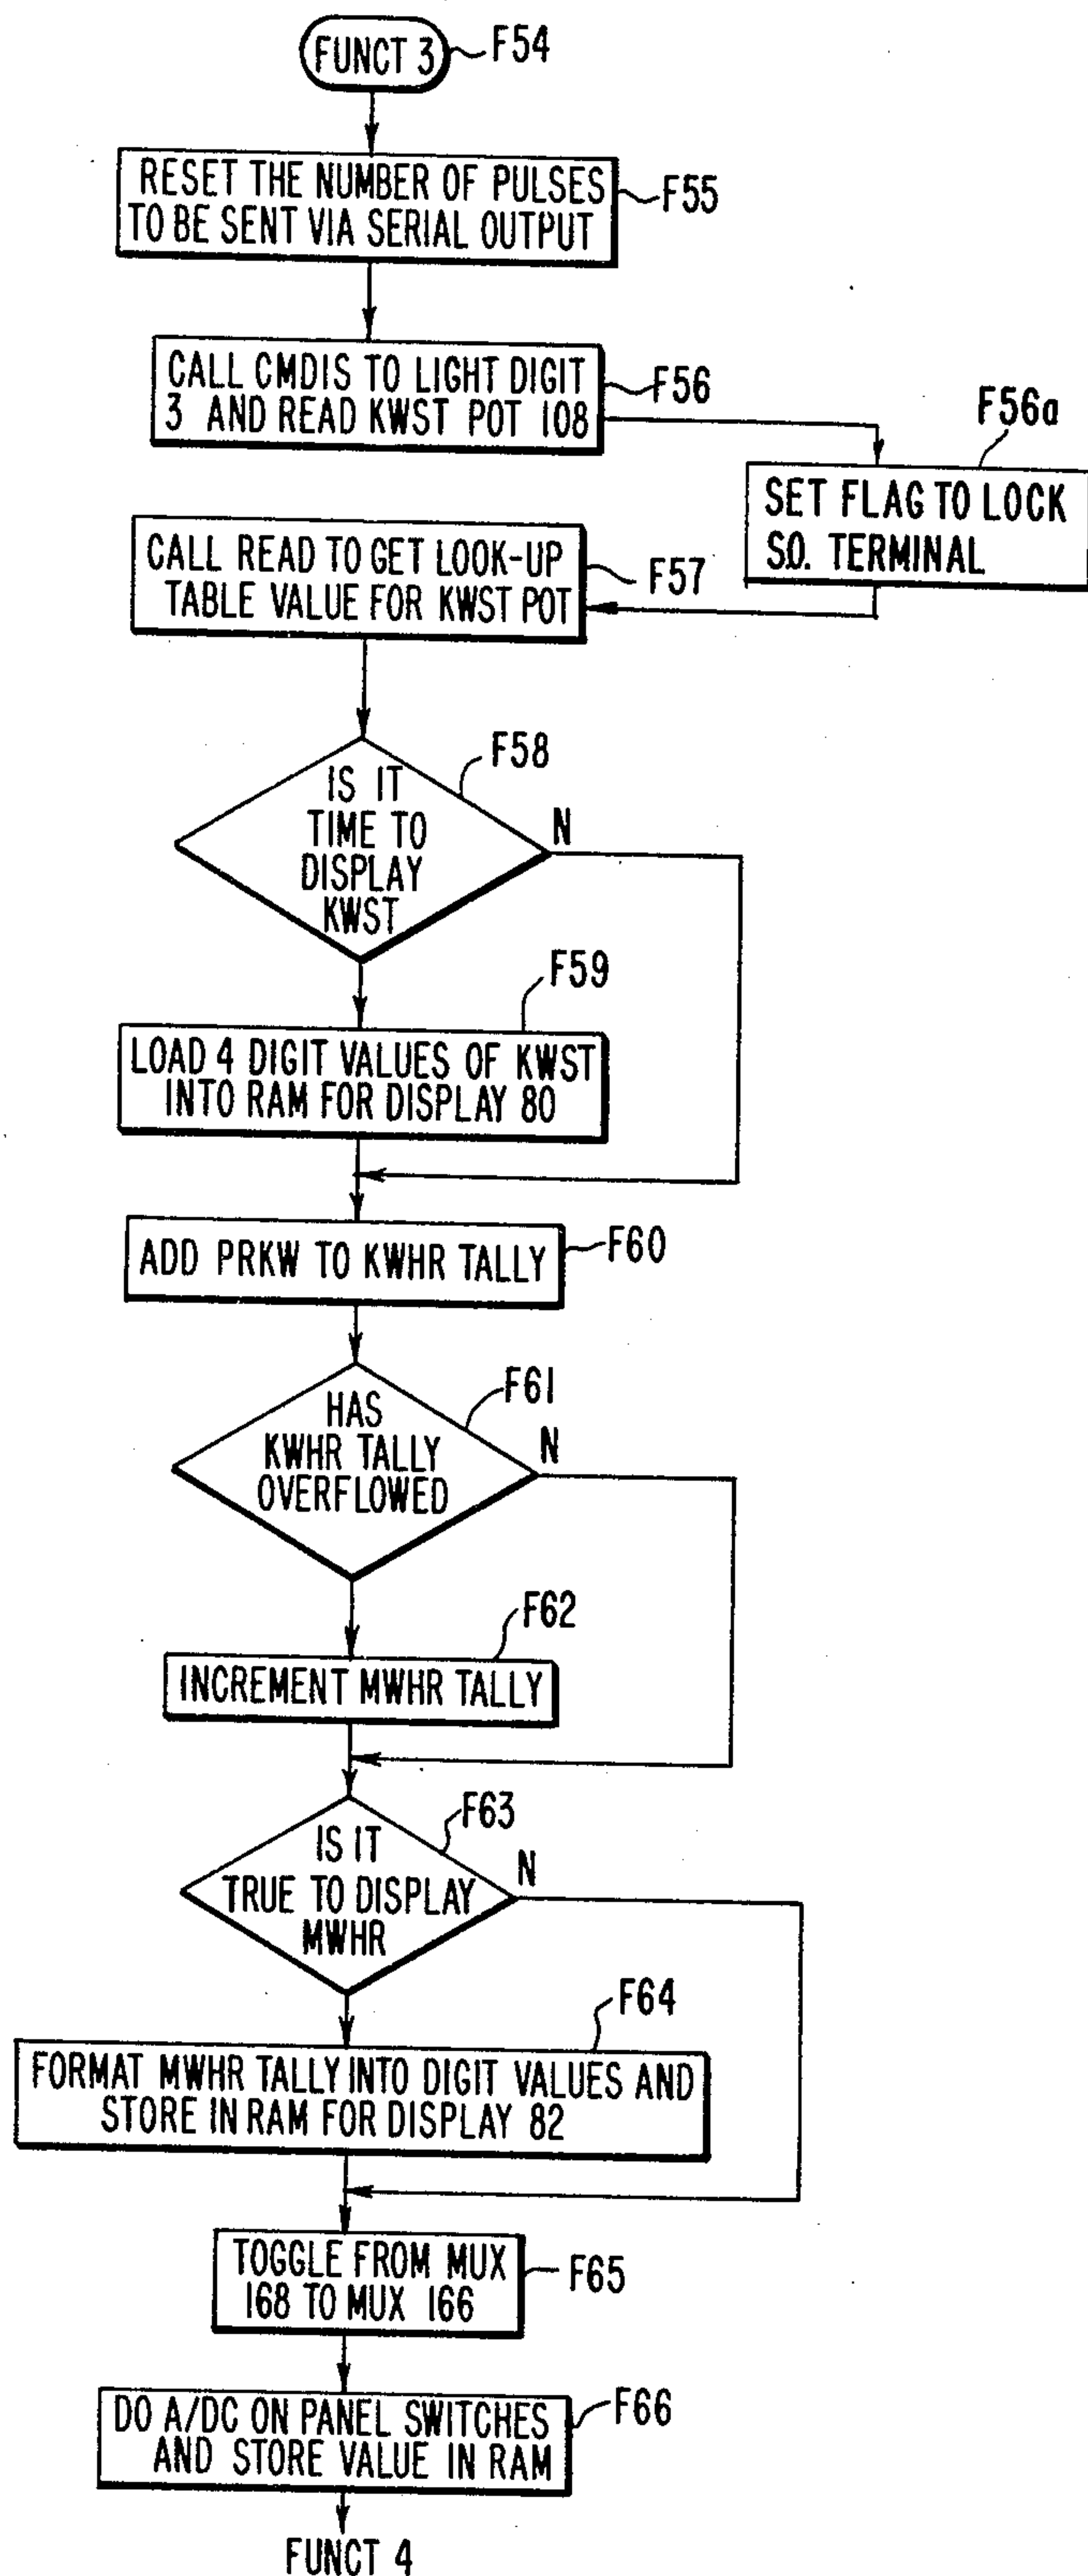 FUNCT 3
F54
RESET THE NUMBER OF PULSES
TO BE SENT VIA SERIAL OUTPUT
F55
CALL CMDIS TO LIGHT DIGIT
3 AND READ KWST POT 108
F56
F56a
SET FLAG TO LOCK
S.O. TERMINAL
CALL READ TO GET LOOK-UP
TABLE VALUE FOR KWST POT
F57
F58
IS IT
TIME TO
DISPLAY
KWST
N
F59
LOAD 4 DIGIT VALUES OF KWST
INTO RAM FOR DISPLAY 80
ADD PRKW TO KWHR TALLY
F60
F61
HAS
KWHR TALLY
OVERFLOWED
N
F62
INCREMENT MWHR TALLY
F63
IS IT
TRUE TO DISPLAY
MWHR
N
F64
FORMAT MWHR TALLY INTO DIGIT VALUES AND
STORE IN RAM FOR DISPLAY 82
TOGGLE FROM MUX
168 TO MUX 166
F65
DO A/DC ON PANEL SWITCHES
AND STORE VALUE IN RAM
F66
FUNCT 4